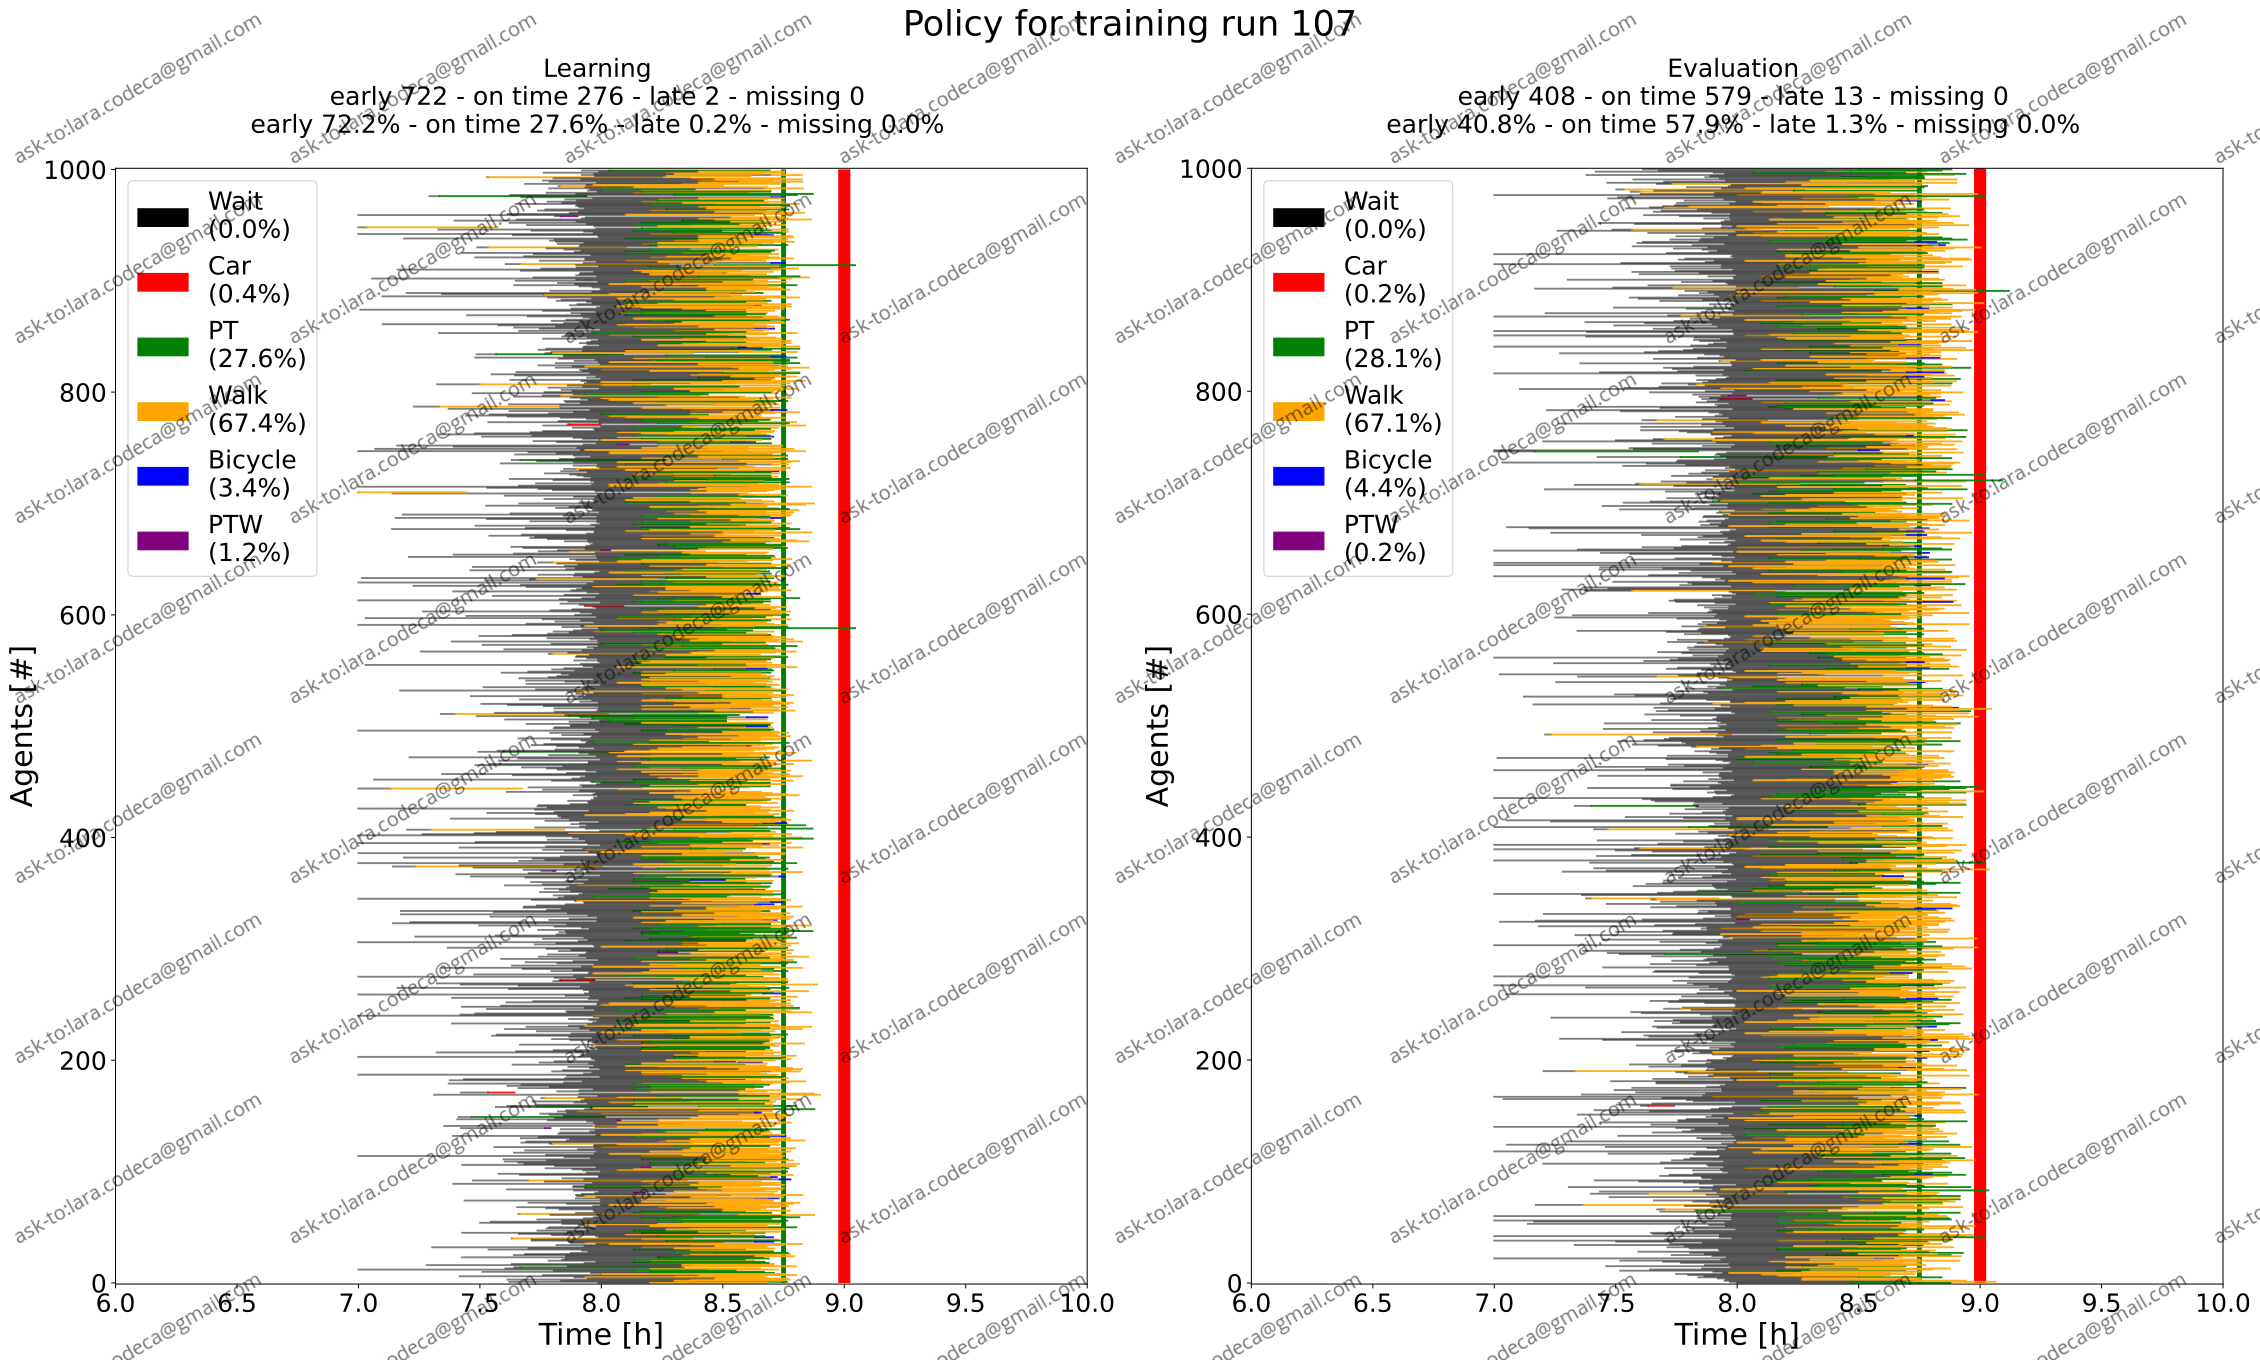 Policy for training run 107
Learning
early 722 - on time 276 - late 2 - missing 0
early 72.2% - on time 27.6% - late 0.2% - missing 0.0%
Agents [#]
1000
800
600
400
200
0
Wait
(0.0%)
Car
(0.4%)
PT
(27.6%)
Walk
(67.4%)
Bicycle
(3.4%)
PTW
(1.2%)
6.0 6.5 7.0 7.5 8.0 8.5 9.0 9.5 10.0
Time [h]
Evaluation
early 408 - on time 579 - late 13 - missing 0
early 40.8% - on time 57.9% - late 1.3% - missing 0.0%
Agents [#]
1000
800
600
400
200
0
Wait
(0.0%)
Car
(0.2%)
PT
(28.1%)
Walk
(67.1%)
Bicycle
(4.4%)
PTW
(0.2%)
6.0 6.5 7.0 7.5 8.0 8.5 9.0 9.5 10.0
Time [h]
ask-to:lara.codeca@gmail.com